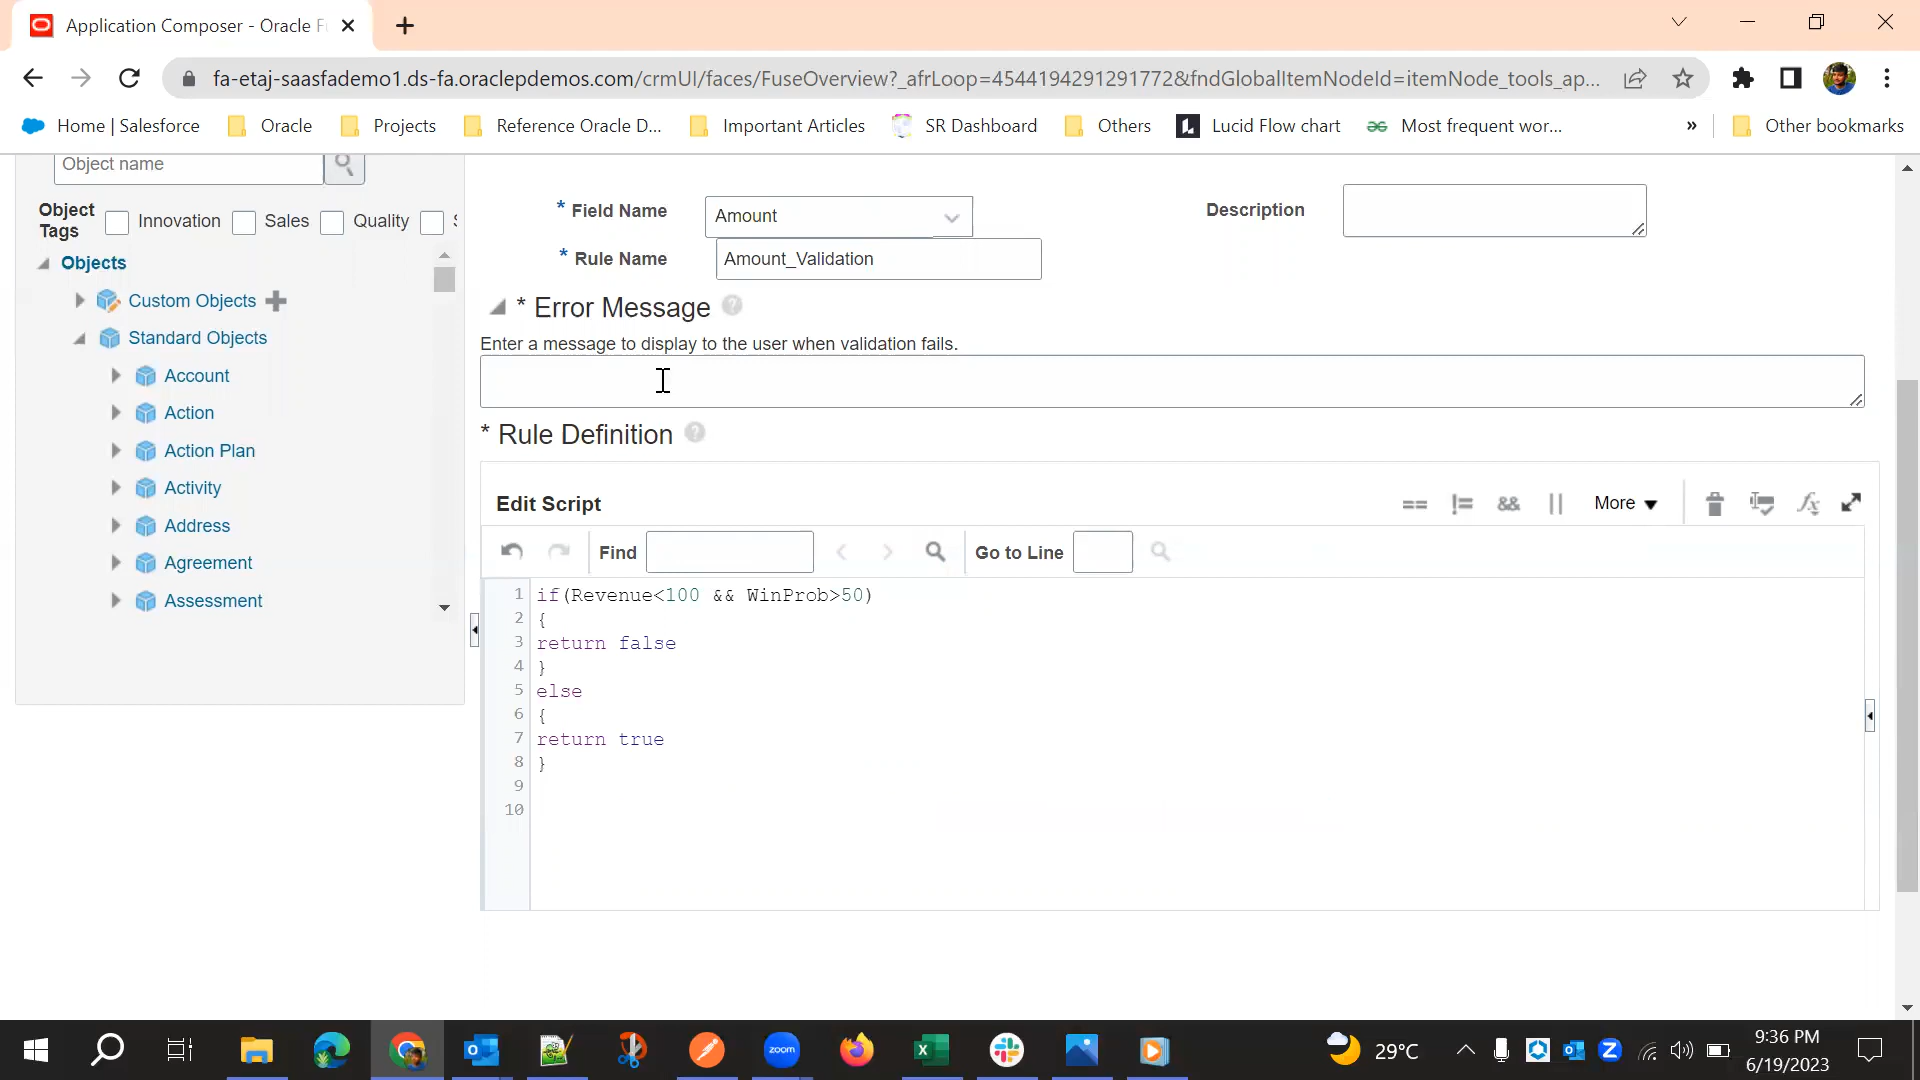 Application Composer - Oracle F
fa-etaj-saasfademo1.ds-fa.oraclepdemos.com/crmUI/faces/FuseOverview?_afrLoop=4544194291291772&fndGlobalItemNodeId=itemNode_tools_ap...
Home | Salesforce Oracle Projects Reference Oracle D... Important Articles SR Dashboard Others Lucid Flow chart Most frequent wor... » Other bookmarks
Object name
Object Tags Innovation Sales Quality S
Objects
Custom Objects
Standard Objects
Account
Action
Action Plan
Activity
Address
Agreement
Assessment
* Field Name Amount Description
* Rule Name Amount_Validation
* Error Message
Enter a message to display to the user when validation fails.
* Rule Definition
Edit Script == != && || More
Find Go to Line
1 if(Revenue<100 && WinProb>50)
2 {
3 return false
4 }
5 else
6 {
7 return true
8 }
9
10
zoom
29°C
9:36 PM
6/19/2023